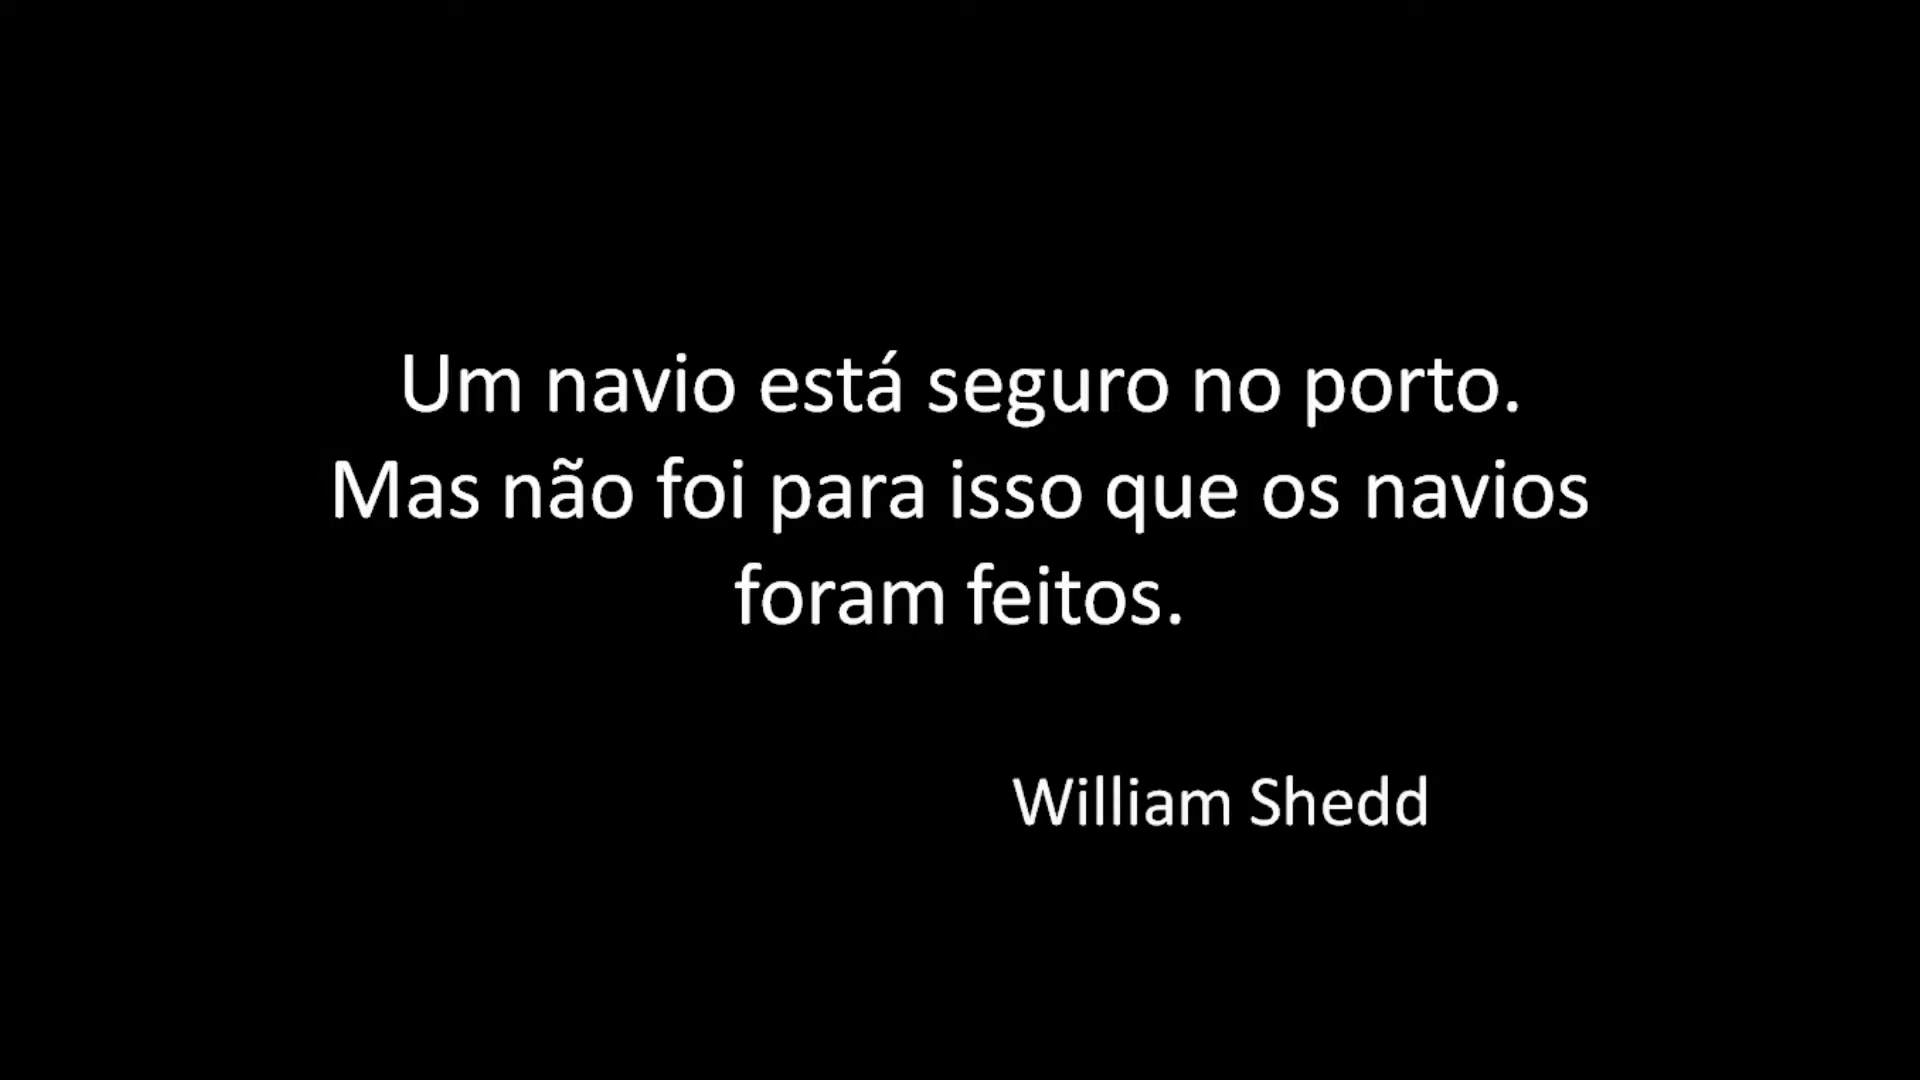 Um navio está seguro no porto.
Mas não foi para isso que os navios
foram feitos.
William Shedd